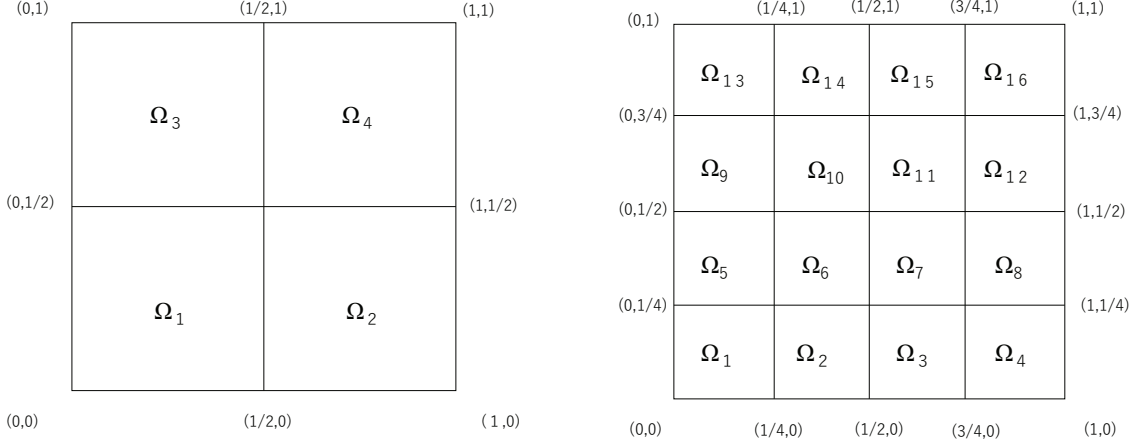 (0,1) (1/2,1) (1,1)
Ω3 Ω4
(0,1/2) (1,1/2)
Ω1 Ω2
(0,0) (1/2,0) (1,0)
(0,1) (1/4,1) (1/2,1) (3/4,1) (1,1)
Ω13 Ω14 Ω15 Ω16
(0,3/4) (1,3/4)
Ω9 Ω10 Ω11 Ω12
(0,1/2) (1,1/2)
Ω5 Ω6 Ω7 Ω8
(0,1/4) (1,1/4)
Ω1 Ω2 Ω3 Ω4
(0,0) (1/4,0) (1/2,0) (3/4,0) (1,0)